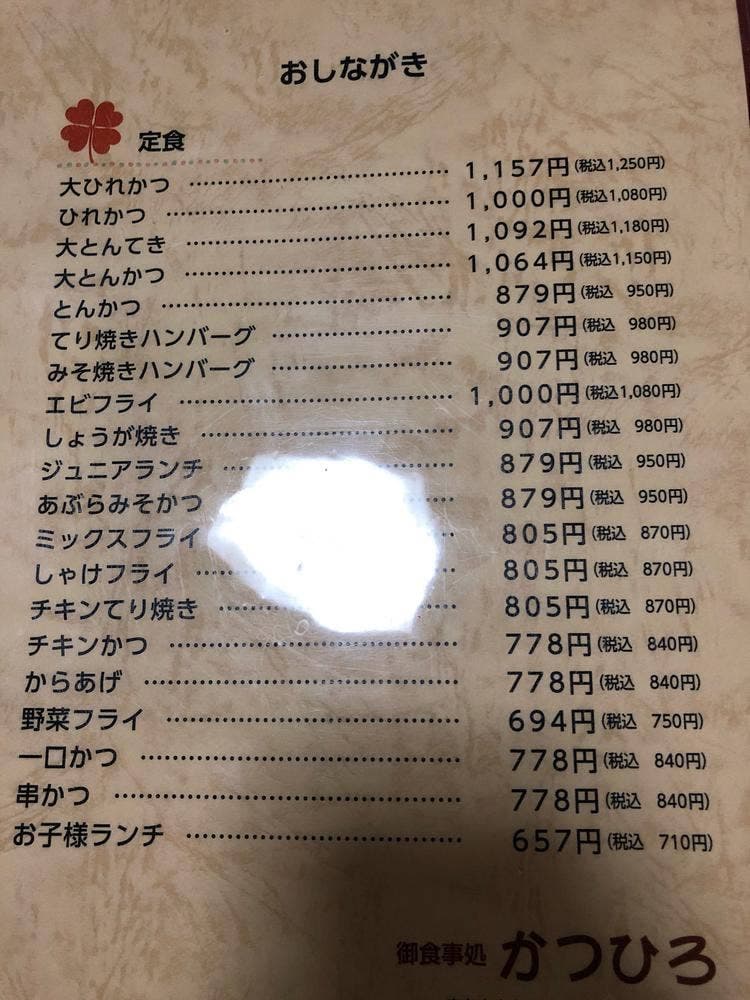 おしながき
定食
大ひれかつ 1,157円(税込1,250円)
ひれかつ 1,000円(税込1,080円)
大とんてき 1,092円(税込1,180円)
大とんかつ 1,064円(税込1,150円)
とんかつ 879円(税込 950円)
てり焼きハンバーグ 907円(税込 980円)
みそ焼きハンバーグ 907円(税込 980円)
エビフライ 1,000円(税込1,080円)
しょうが焼き 907円(税込 980円)
ジュニアランチ 879円(税込 950円)
あぶらみそかつ 879円(税込 950円)
ミックスフライ 805円(税込 870円)
しゃけフライ 805円(税込 870円)
チキンてり焼き 805円(税込 870円)
チキンかつ 778円(税込 840円)
からあげ 778円(税込 840円)
野菜フライ 694円(税込 750円)
一口かつ 778円(税込 840円)
串かつ 778円(税込 840円)
お子様ランチ 657円(税込 710円)
御食事処 かつひろ